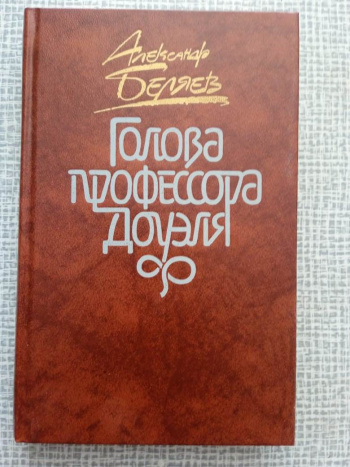 Александр
Беляев
Голова
профессора
Доуэля